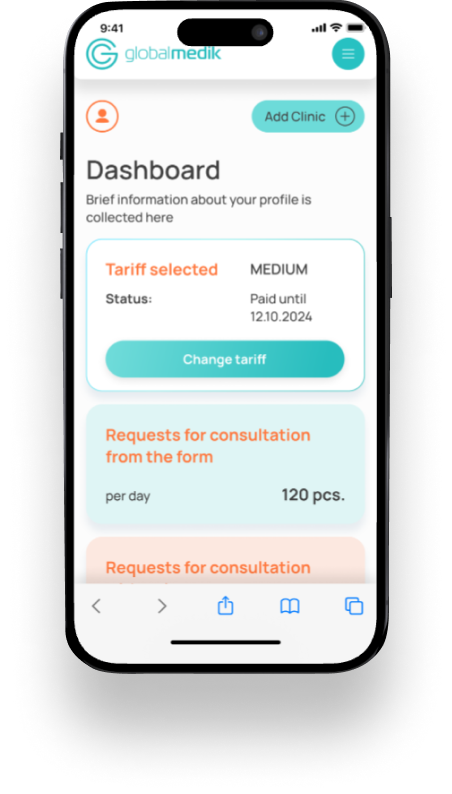 9:41
globalmedik
Add Clinic
Dashboard
Brief information about your profile is
collected here
Tariff selected MEDIUM
Status: Paid until
12.10.2024
Change tariff
Requests for consultation
from the form
per day 120 pcs.
Requests for consultation